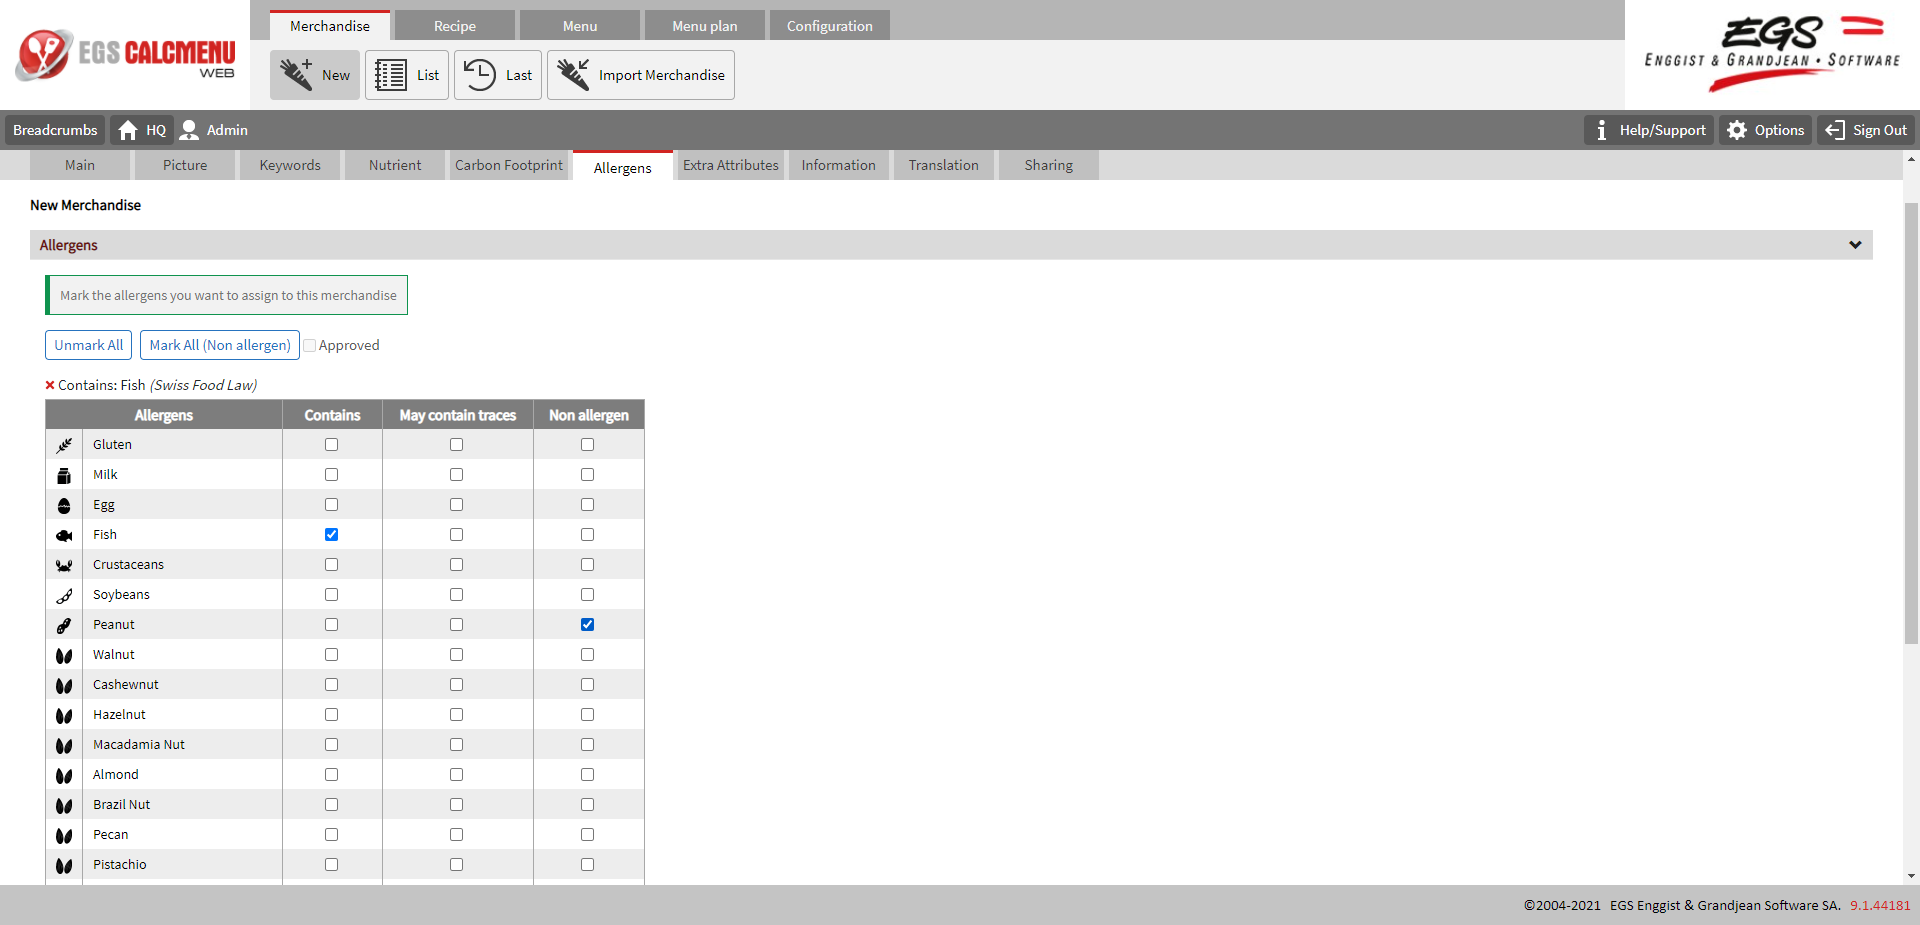 Merchandise Recipe Menu Menu plan Configuration
EGS CALCMENU
WEB
New List Last Import Merchandise
EGS
ENGGIST & GRANDJEAN • SOFTWARE
Breadcrumbs HQ Admin Help/Support Options Sign Out
Main Picture Keywords Nutrient Carbon Footprint Allergens Extra Attributes Information Translation Sharing
New Merchandise
Allergens
Mark the allergens you want to assign to this merchandise
Unmark All Mark All (Non allergen) Approved
Contains: Fish (Swiss Food Law)
Allergens Contains May contain traces Non allergen
Gluten
Milk
Egg
Fish
Crustaceans
Soybeans
Peanut
Walnut
Cashewnut
Hazelnut
Macadamia Nut
Almond
Brazil Nut
Pecan
Pistachio
©2004-2021 EGS Enggist & Grandjean Software SA. 9.1.44181